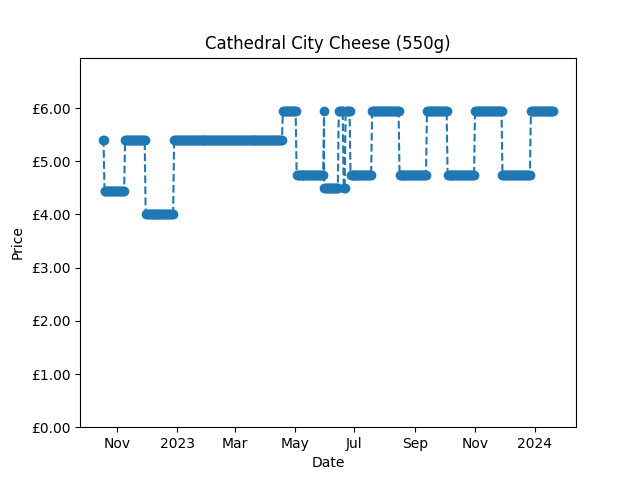 Cathedral City Cheese (550g)
£6.00
£5.00
£4.00
£3.00
£2.00
£1.00
£0.00
Price
Nov 2023 Mar May Jul Sep Nov 2024
Date